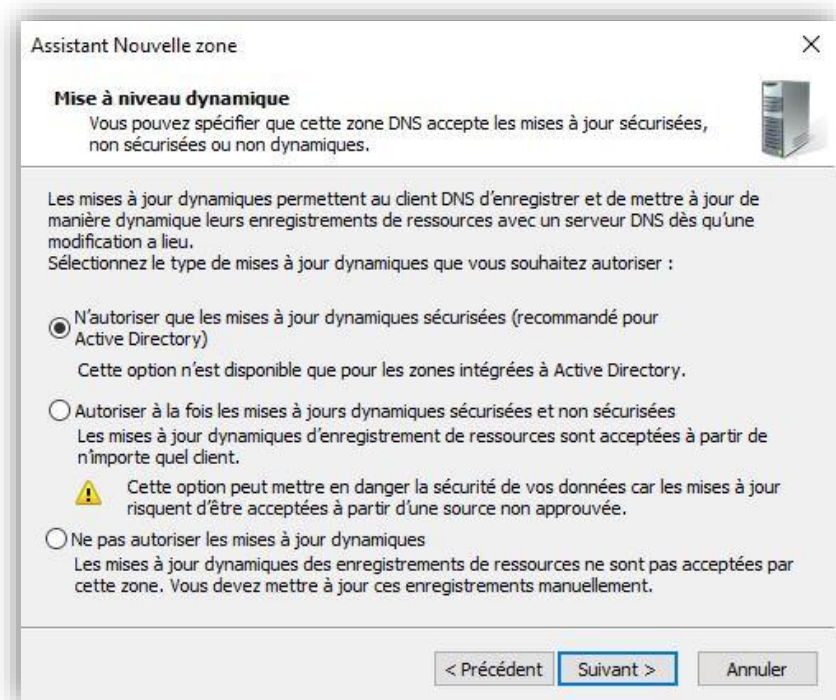 Assistant Nouvelle zone
Mise à niveau dynamique
Vous pouvez spécifier que cette zone DNS accepte les mises à jour sécurisées,
non sécurisées ou non dynamiques.
Les mises à jour dynamiques permettent au client DNS d'enregistrer et de mettre à jour de
manière dynamique leurs enregistrements de ressources avec un serveur DNS dès qu'une
modification a lieu.
Sélectionnez le type de mises à jour dynamiques que vous souhaitez autoriser :
N'autoriser que les mises à jour dynamiques sécurisées (recommandé pour
Active Directory)
Cette option n'est disponible que pour les zones intégrées à Active Directory.
Autoriser à la fois les mises à jours dynamiques sécurisées et non sécurisées
Les mises à jour dynamiques d'enregistrement de ressources sont acceptées à partir de
n'importe quel client.
Cette option peut mettre en danger la sécurité de vos données car les mises à jour
risquent d'être acceptées à partir d'une source non approuvée.
Ne pas autoriser les mises à jour dynamiques
Les mises à jour dynamiques des enregistrements de ressources ne sont pas acceptées par
cette zone. Vous devez mettre à jour ces enregistrements manuellement.
< Précédent Suivant > Annuler